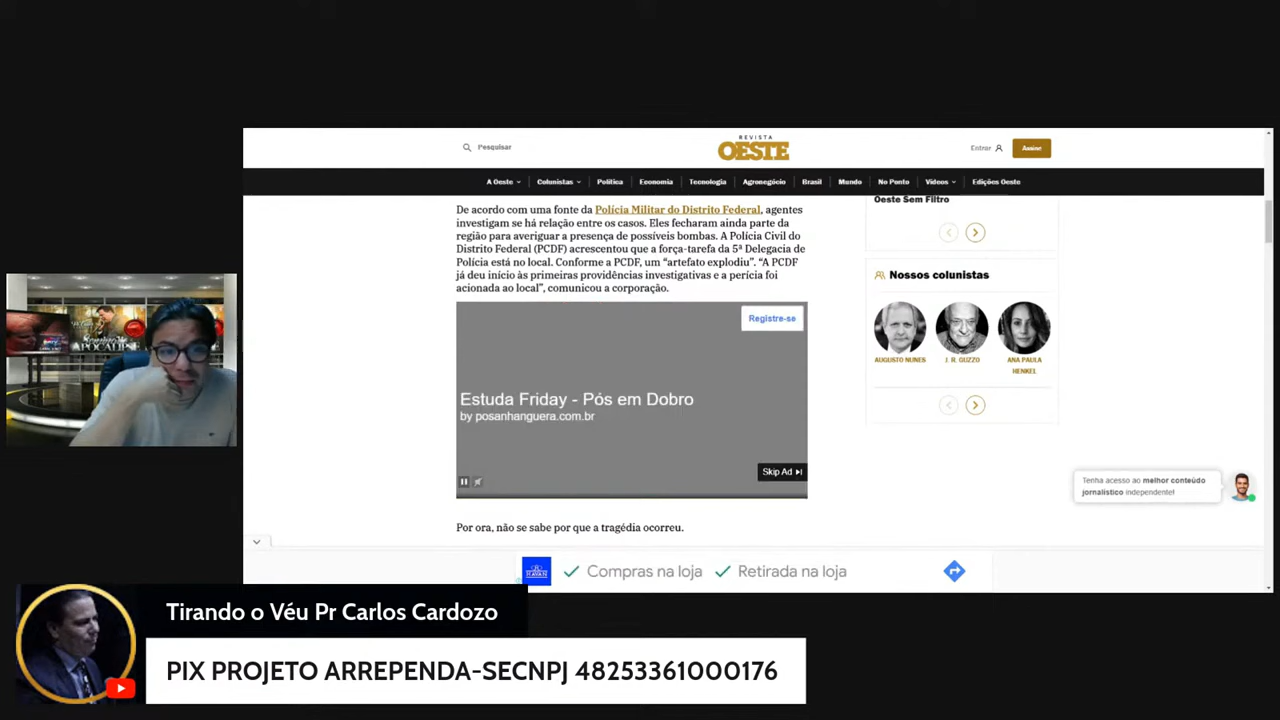 Pesquisar
REVISTA
OESTE
Entrar
Assine
A Oeste
Colunistas
Política
Economia
Tecnologia
Agronegócio
Brasil
Mundo
No Ponto
Vídeos
Edições Oeste
De acordo com uma fonte da Polícia Militar do Distrito Federal, agentes
investigam se há relação entre os casos. Eles fecharam ainda parte da
região para averiguar a presença de possíveis bombas. A Polícia Civil do
Distrito Federal (PCDF) acrescentou que a força-tarefa da 5ª Delegacia de
Polícia está no local. Conforme a PCDF, um “artefato explodiu”. “A PCDF
já deu início às primeiras providências investigativas e a perícia foi
acionada ao local”, comunicou a corporação.
Registre-se
Estuda Friday - Pós em Dobro
by posanhanguera.com.br
Skip Ad
Por ora, não se sabe por que a tragédia ocorreu.
Oeste Sem Filtro
Nossos colunistas
AUGUSTO NUNES
J. R. GUZZO
ANA PAULA
HENKEL
Tenha acesso ao melhor conteúdo
jornalístico independente!
HAVAN
Compras na loja
Retirada na loja
Tirando o Véu Pr Carlos Cardozo
PIX PROJETO ARREPENDA-SECNPJ 48253361000176